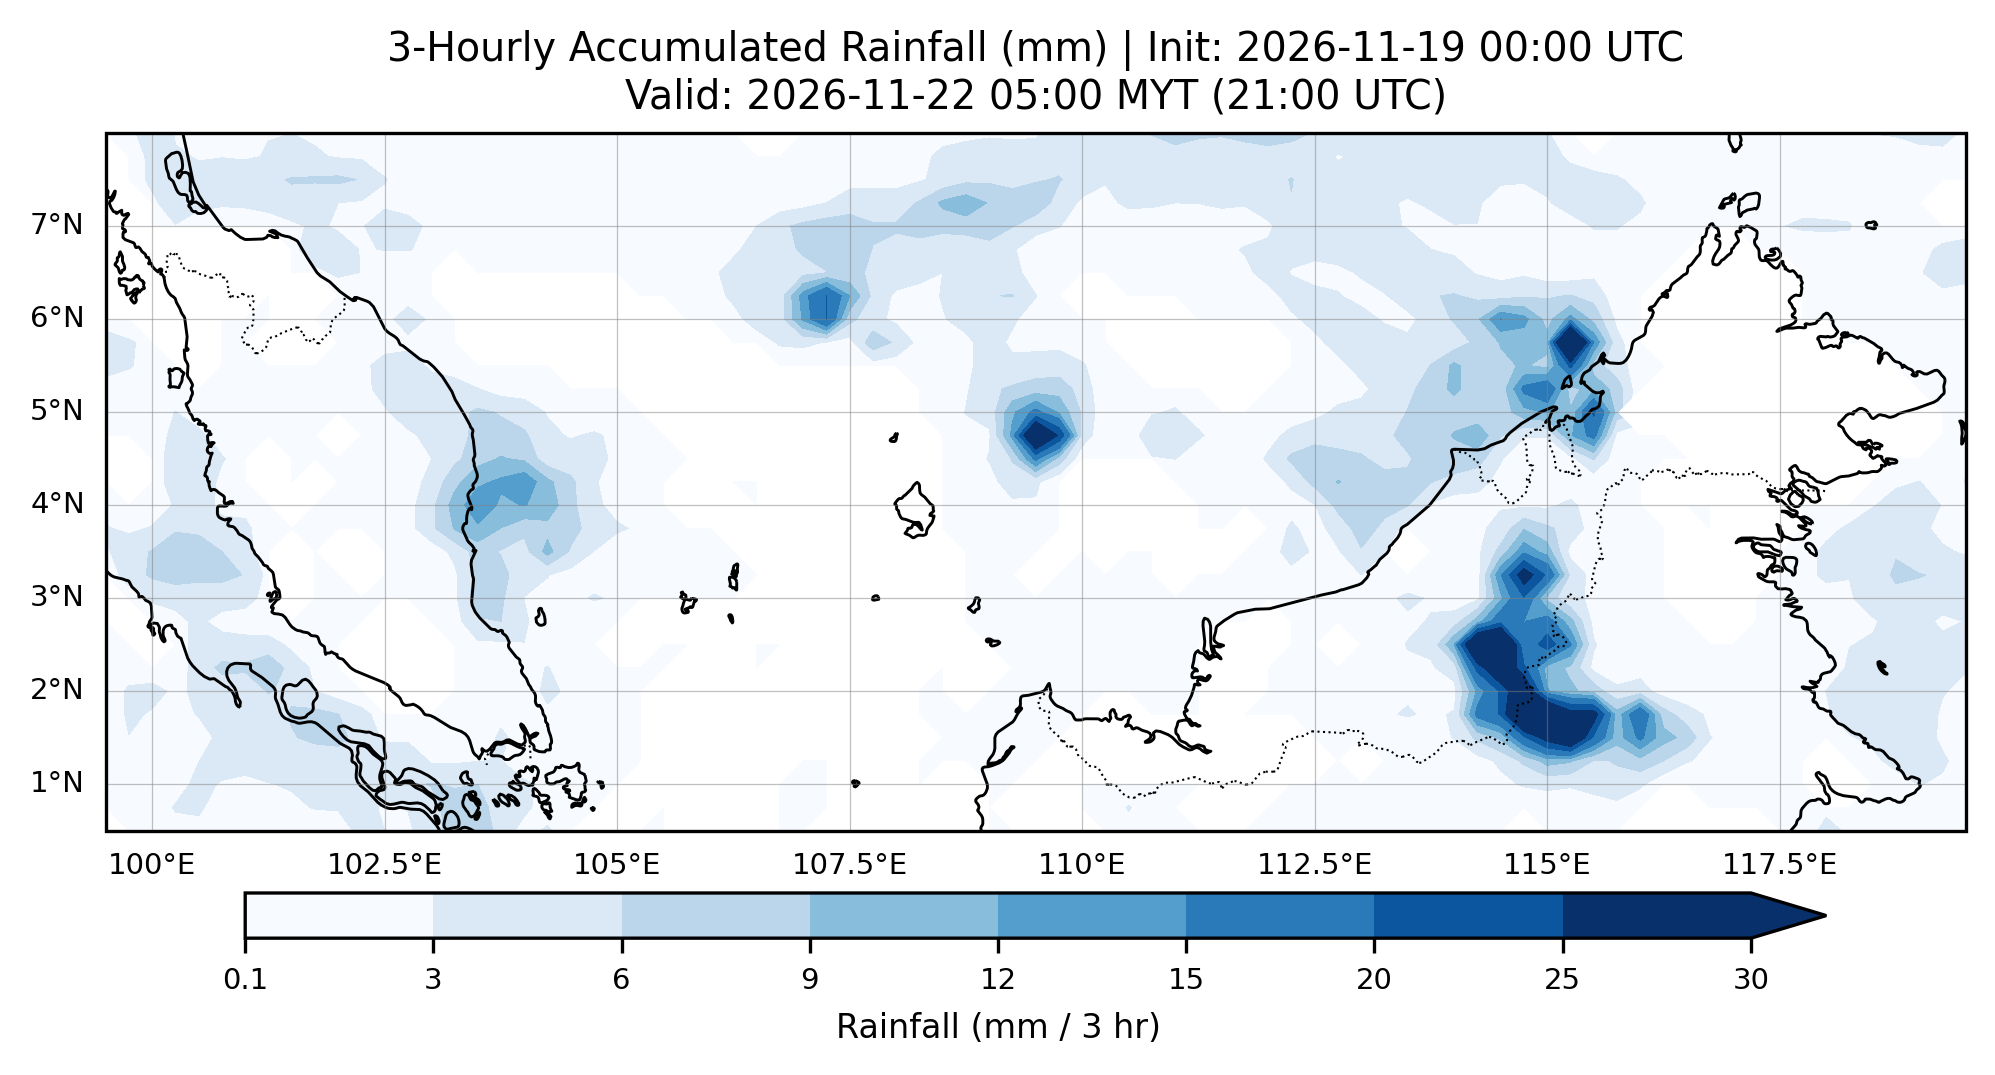 3-Hourly Accumulated Rainfall (mm) | Init: 2026-11-19 00:00 UTC
Valid: 2026-11-22 05:00 MYT (21:00 UTC)
7°N
6°N
5°N
4°N
3°N
2°N
1°N
100°E 102.5°E 105°E 107.5°E 110°E 112.5°E 115°E 117.5°E
0.1 3 6 9 12 15 20 25 30
Rainfall (mm / 3 hr)